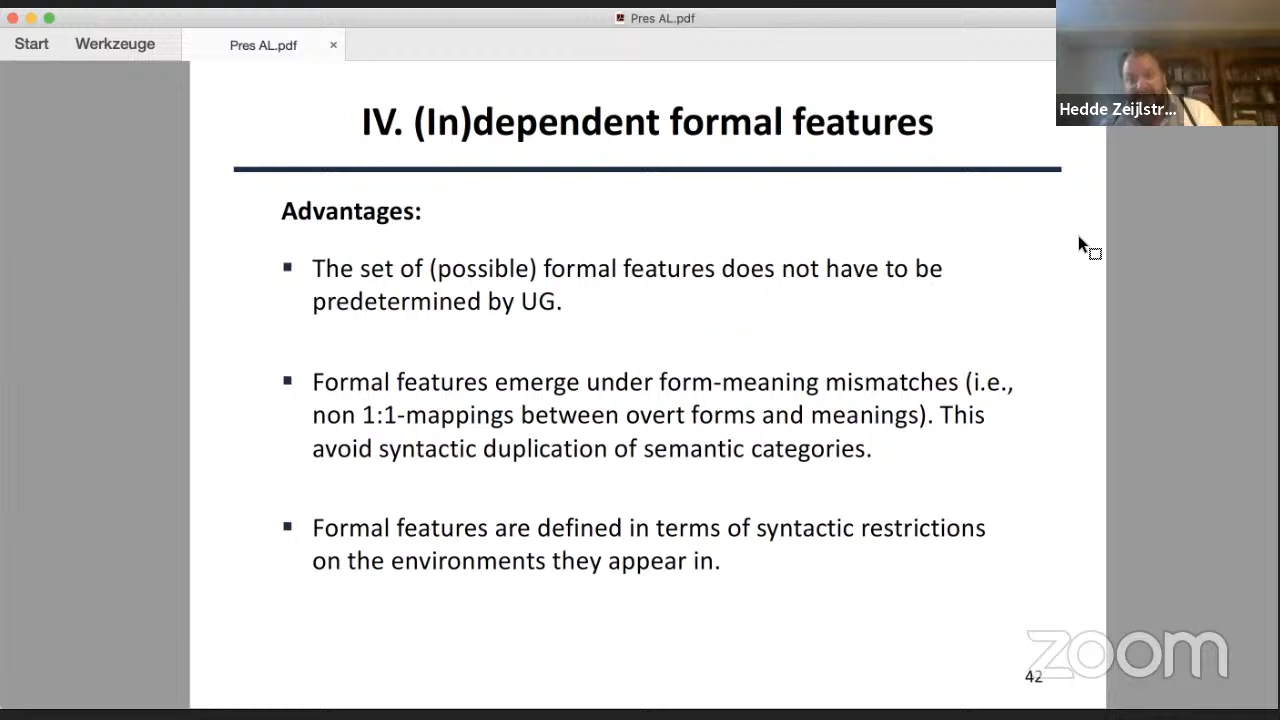 Pres AL.pdf
Start Werkzeuge Pres AL.pdf ×
Hedde Zeijlstr...
IV. (In)dependent formal features
Advantages:
▪ The set of (possible) formal features does not have to be
predetermined by UG.
▪ Formal features emerge under form-meaning mismatches (i.e.,
non 1:1-mappings between overt forms and meanings). This
avoid syntactic duplication of semantic categories.
▪ Formal features are defined in terms of syntactic restrictions
on the environments they appear in.
zoom
42